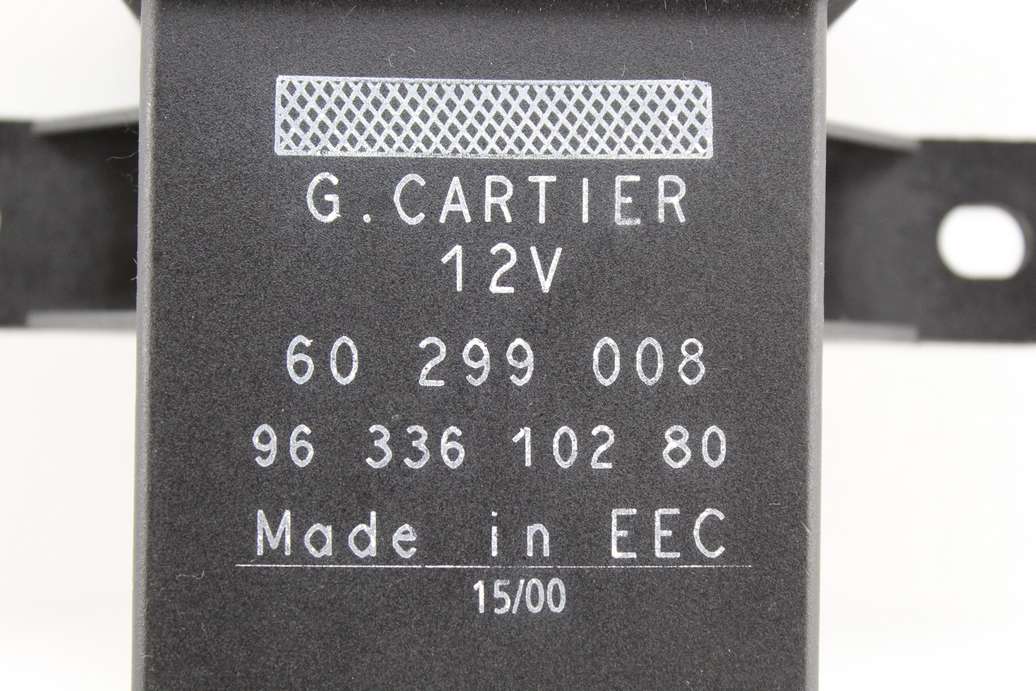 G.CARTIER
12V
60 299 008
96 336 102 80
Made in EEC
15/00